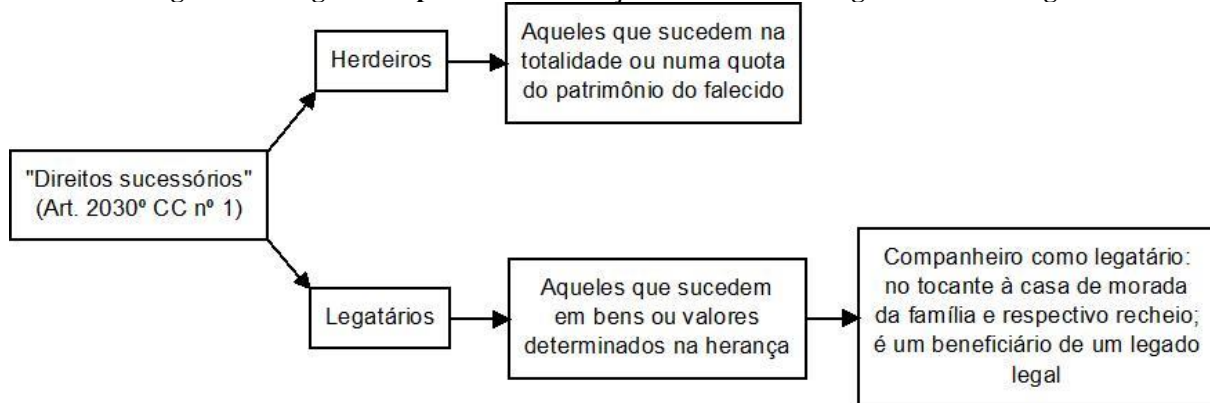 Herdeiros
Aqueles que sucedem na
totalidade ou numa quota
do patrimônio do falecido
"Direitos sucessórios"
(Art. 2030º CC nº 1)
Legatários
Aqueles que sucedem
em bens ou valores
determinados na herança
Companheiro como legatário:
no tocante à casa de morada
da família e respectivo recheio;
é um beneficiário de um legado
legal